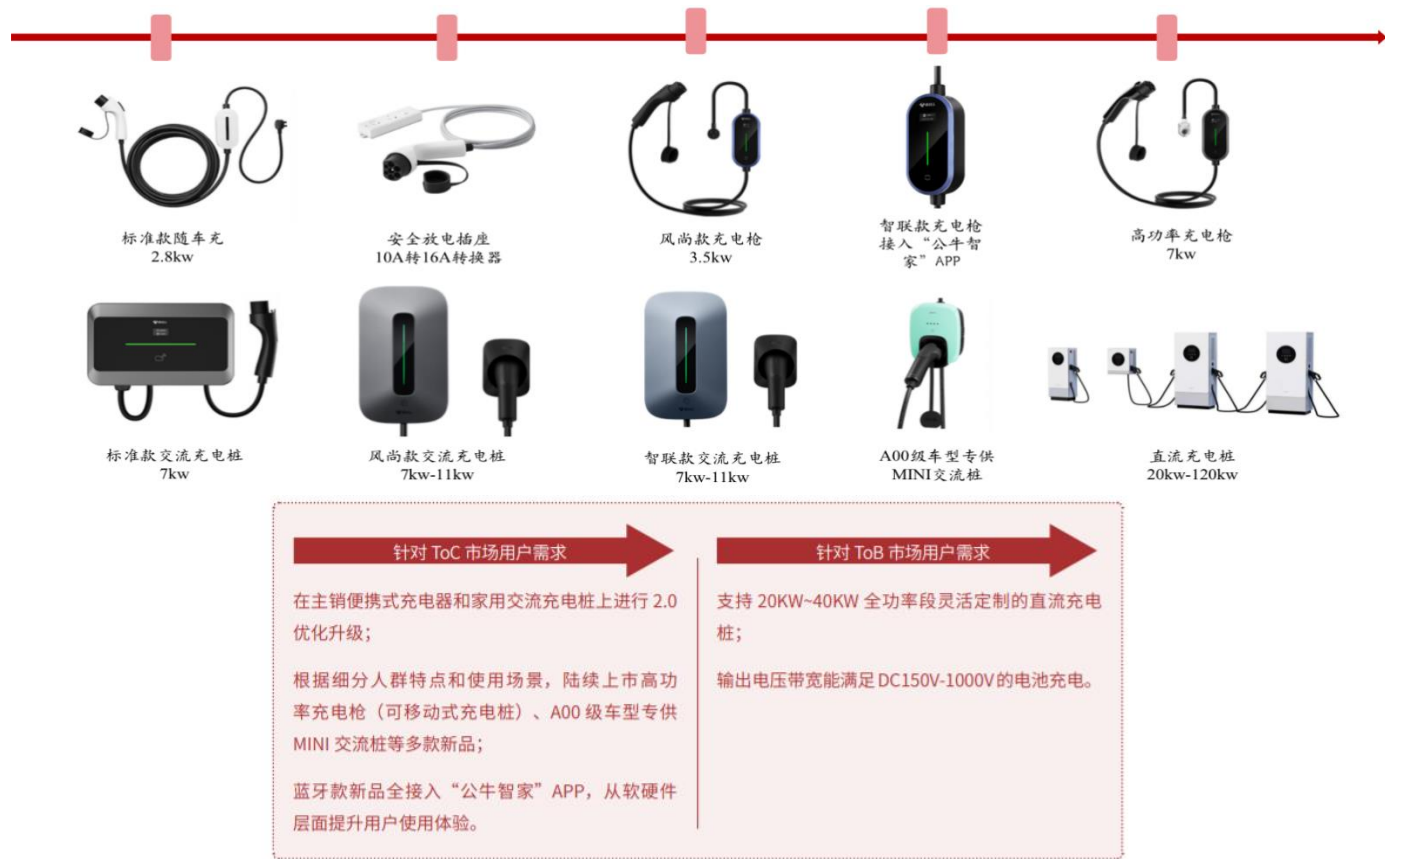 标准款随车充
2.8kw
安全放电插座
10A转16A转换器
风尚款充电枪
3.5kw
智联款充电枪
接入“公牛智
家”APP
高功率充电枪
7kw
标准款交流充电桩
7kw
风尚款交流充电桩
7kw-11kw
智联款交流充电桩
7kw-11kw
A00级车型专供
MINI交流桩
直流充电桩
20kw-120kw
针对 ToC 市场用户需求
在主销便携式充电器和家用交流充电桩上进行 2.0
优化升级；
根据细分人群特点和使用场景，陆续上市高功
率充电枪（可移动式充电桩）、A00 级车型专供
MINI 交流桩等多款新品；
蓝牙款新品全接入“公牛智家”APP，从软硬件
层面提升用户使用体验。
针对 ToB 市场用户需求
支持 20KW~40KW 全功率段灵活定制的直流充电
桩；
输出电压带宽能满足 DC150V-1000V 的电池充电。